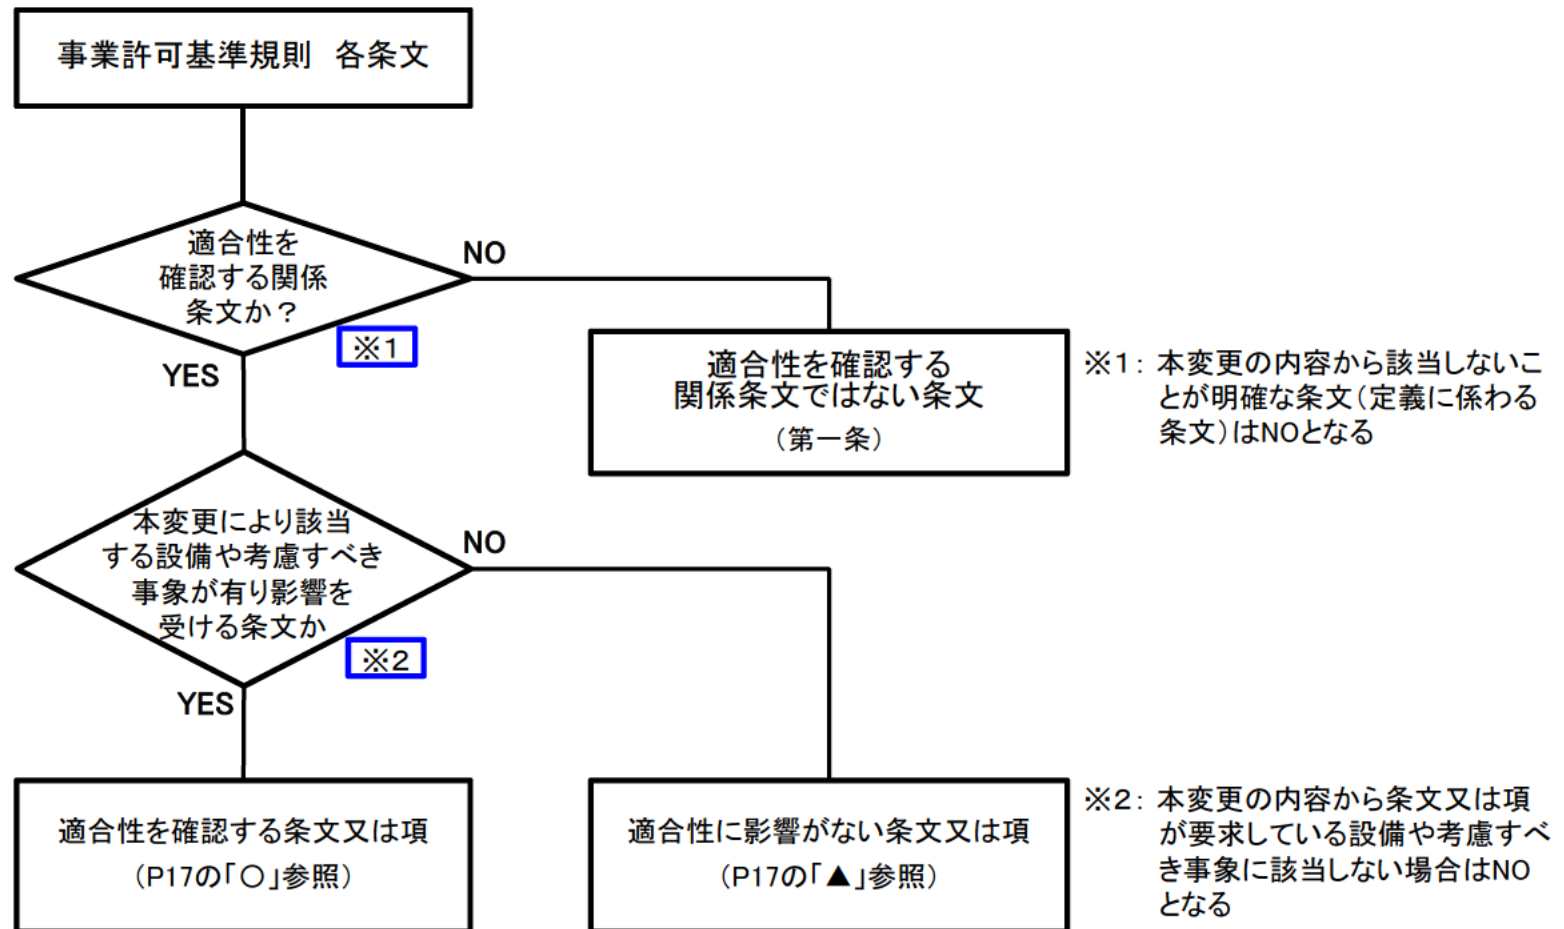 事業許可基準規則　各条文
適合性を
確認する関係
条文か？
NO
※1
YES
適合性を確認する
関係条文ではない条文
（第一条）
※1： 本変更の内容から該当しないこ
とが明確な条文（定義に係わる
条文）はNOとなる
本変更により該当
する設備や考慮すべき
事象が有り影響を
受ける条文か
NO
※2
YES
適合性を確認する条文又は項
（P17の「○」参照）
適合性に影響がない条文又は項
（P17の「▲」参照）
※2： 本変更の内容から条文又は項
が要求している設備や考慮すべ
き事象に該当しない場合はNO
となる